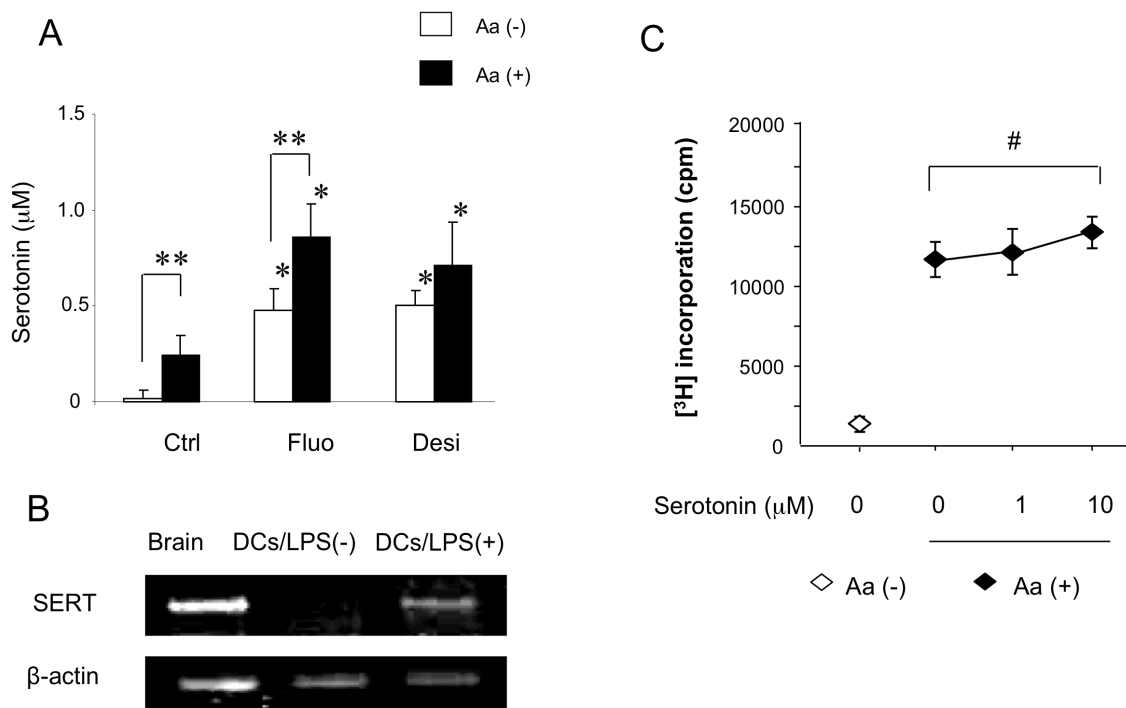 A
Aa (-)
Aa (+)
Serotonin (μM)
1.5
1.0
0.5
0
**
**
*
*
*
*
Ctrl Fluo Desi
B
Brain DCs/LPS(-) DCs/LPS(+)
SERT
β-actin
C
[³H] incorporation (cpm)
20000
15000
10000
5000
0
#
Serotonin (μM) 0 0 1 10
Aa (-) Aa (+)